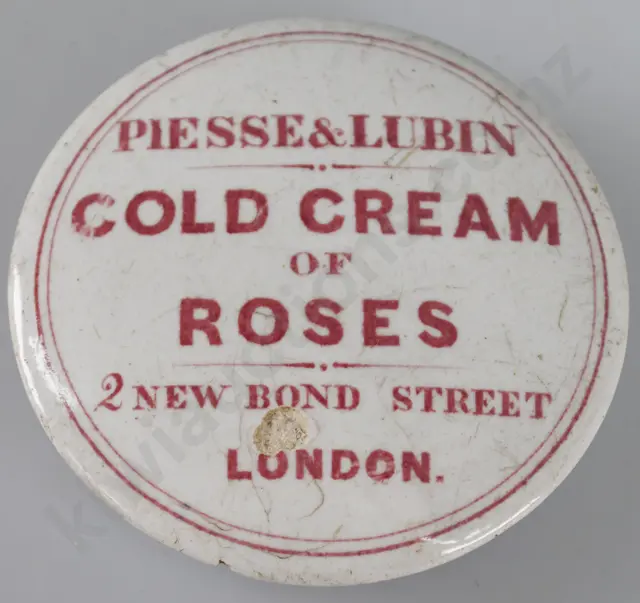 PIESSE & LUBIN
COLD CREAM
OF
ROSES
2 NEW BOND STREET
LONDON.